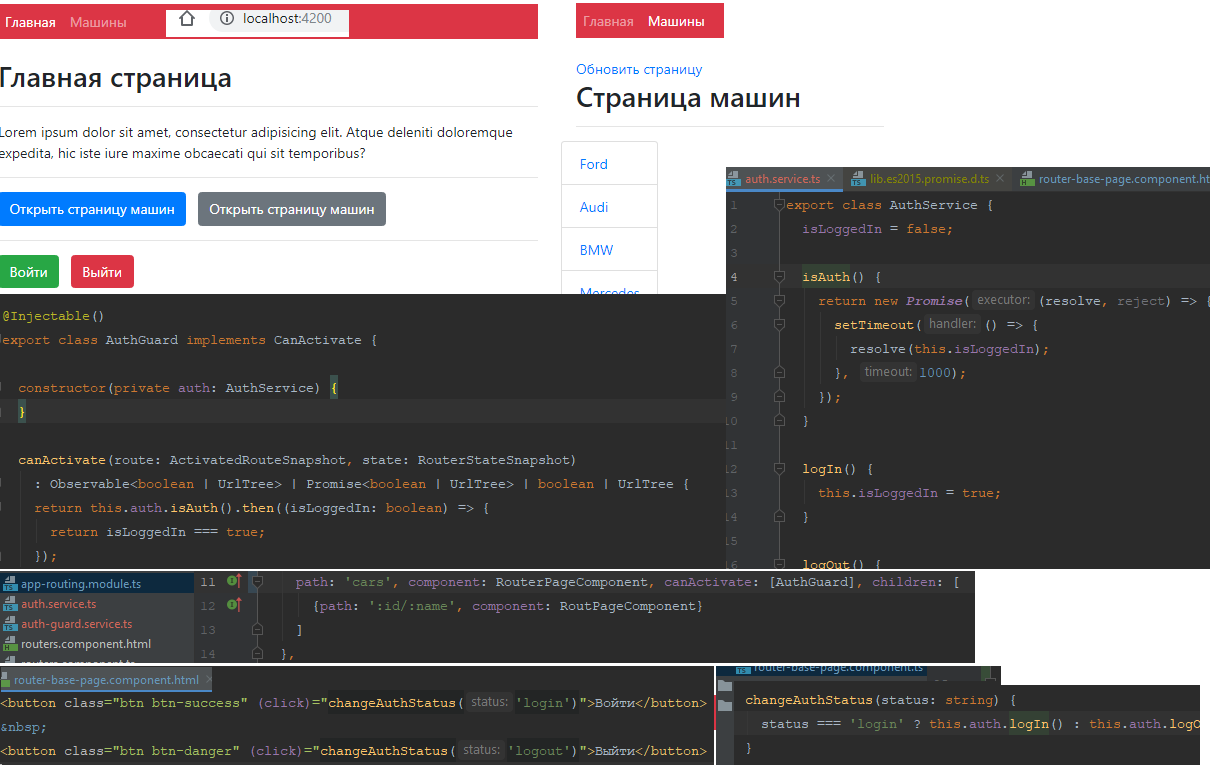 Главная Машины
localhost:4200
Главная страница
Lorem ipsum dolor sit amet, consectetur adipisicing elit. Atque deleniti doloremque
expedita, hic iste iure maxime obcaecati qui sit temporibus?
Открыть страницу машин Открыть страницу машин
Войти Выйти
Главная Машины
Обновить страницу
Страница машин
Ford
Audi
BMW
Mercedes
auth.service.ts lib.es2015.promise.d.ts router-base-page.component.ht
1 export class AuthService {
2 isLoggedIn = false;
3
4 isAuth() {
5 return new Promise( executor: (resolve, reject) => {
6 setTimeout( handler: () => {
7 resolve(this.isLoggedIn);
8 }, timeout: 1000);
9 });
10 }
11
12 logIn() {
13 this.isLoggedIn = true;
14 }
15
16 logOut() {
@Injectable()
export class AuthGuard implements CanActivate {
constructor(private auth: AuthService) {
}
canActivate(route: ActivatedRouteSnapshot, state: RouterStateSnapshot)
: Observable<boolean | UrlTree> | Promise<boolean | UrlTree> | boolean | UrlTree {
return this.auth.isAuth().then((isLoggedIn: boolean) => {
return isLoggedIn === true;
});
app-routing.module.ts
auth.service.ts
auth-guard.service.ts
routers.component.html
routers.component.ts
11 path: 'cars', component: RouterPageComponent, canActivate: [AuthGuard], children: [
12 {path: ':id/:name', component: RoutPageComponent}
13 ]
14 },
router-base-page.component.html
<button class="btn btn-success" (click)="changeAuthStatus( status: 'login')">Войти</button>
&nbsp;
<button class="btn btn-danger" (click)="changeAuthStatus( status: 'logout')">Выйти</button>
router-base-page.component.ts
changeAuthStatus(status: string) {
status === 'login' ? this.auth.logIn() : this.auth.logO
}